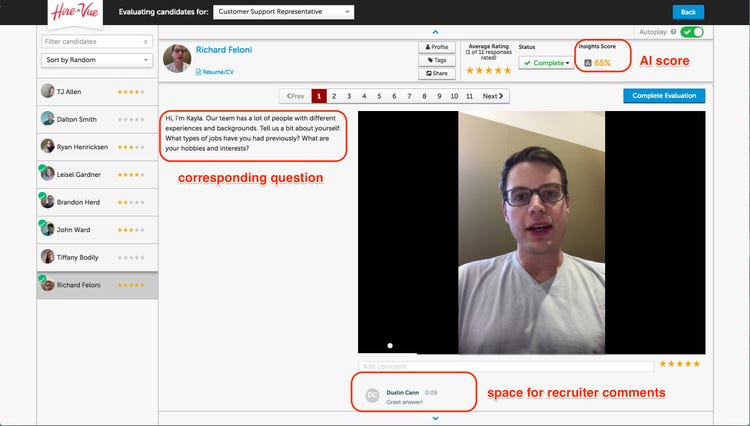 Hire Vue
Evaluating candidates for: Customer Support Representative
Back
Filter candidates
Sort by Random
TJ Allen
Dalton Smith
Ryan Henricksen
Leisel Gardner
Brandon Herd
John Ward
Tiffany Bodily
Richard Feloni
Autoplay
Richard Feloni
Résumé/CV
Profile
Tags
Share
Average Rating
(1 of 11 responses
rated)
Status
Complete
Insights Score
65%
AI score
Prev 1 2 3 4 5 6 7 8 9 10 11 Next
Complete Evaluation
Hi, I'm Kayla. Our team has a lot of people with different
experiences and backgrounds. Tell us a bit about yourself.
What types of jobs have you had previously? What are
your hobbies and interests?
corresponding question
Add comment
DC
Dustin Cann 0:09
Great answer!
space for recruiter comments